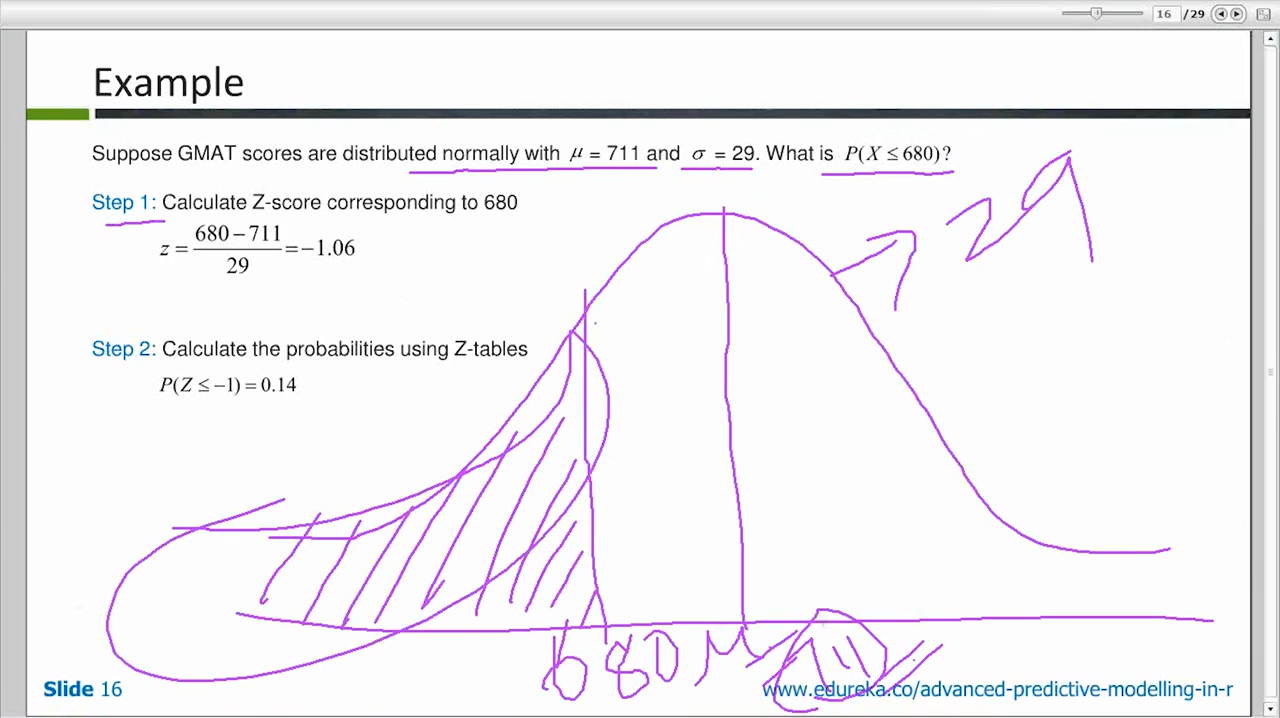 16 /29
Example
Suppose GMAT scores are distributed normally with μ = 711 and σ = 29. What is P(X ≤ 680)?
Step 1: Calculate Z-score corresponding to 680
z = (680 − 711) / 29 = −1.06
29
Step 2: Calculate the probabilities using Z-tables
P(Z ≤ −1) = 0.14
680 μ
Slide 16
www.edureka.co/advanced-predictive-modelling-in-r